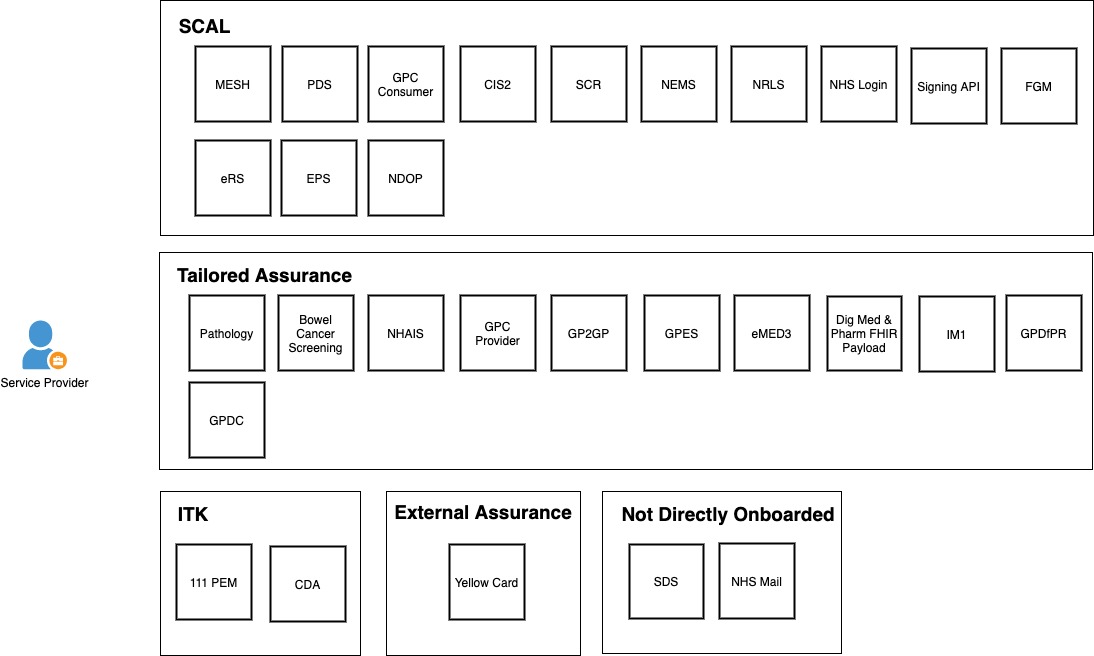 SCAL
MESH
PDS
GPC
Consumer
CIS2
SCR
NEMS
NRLS
NHS Login
Signing API
FGM
eRS
EPS
NDOP
Tailored Assurance
Pathology
Bowel
Cancer
Screening
NHAIS
GPC
Provider
GP2GP
GPES
eMED3
Dig Med &
Pharm FHIR
Payload
IM1
GPDfPR
GPDC
Service Provider
ITK
111 PEM
CDA
External Assurance
Yellow Card
Not Directly Onboarded
SDS
NHS Mail